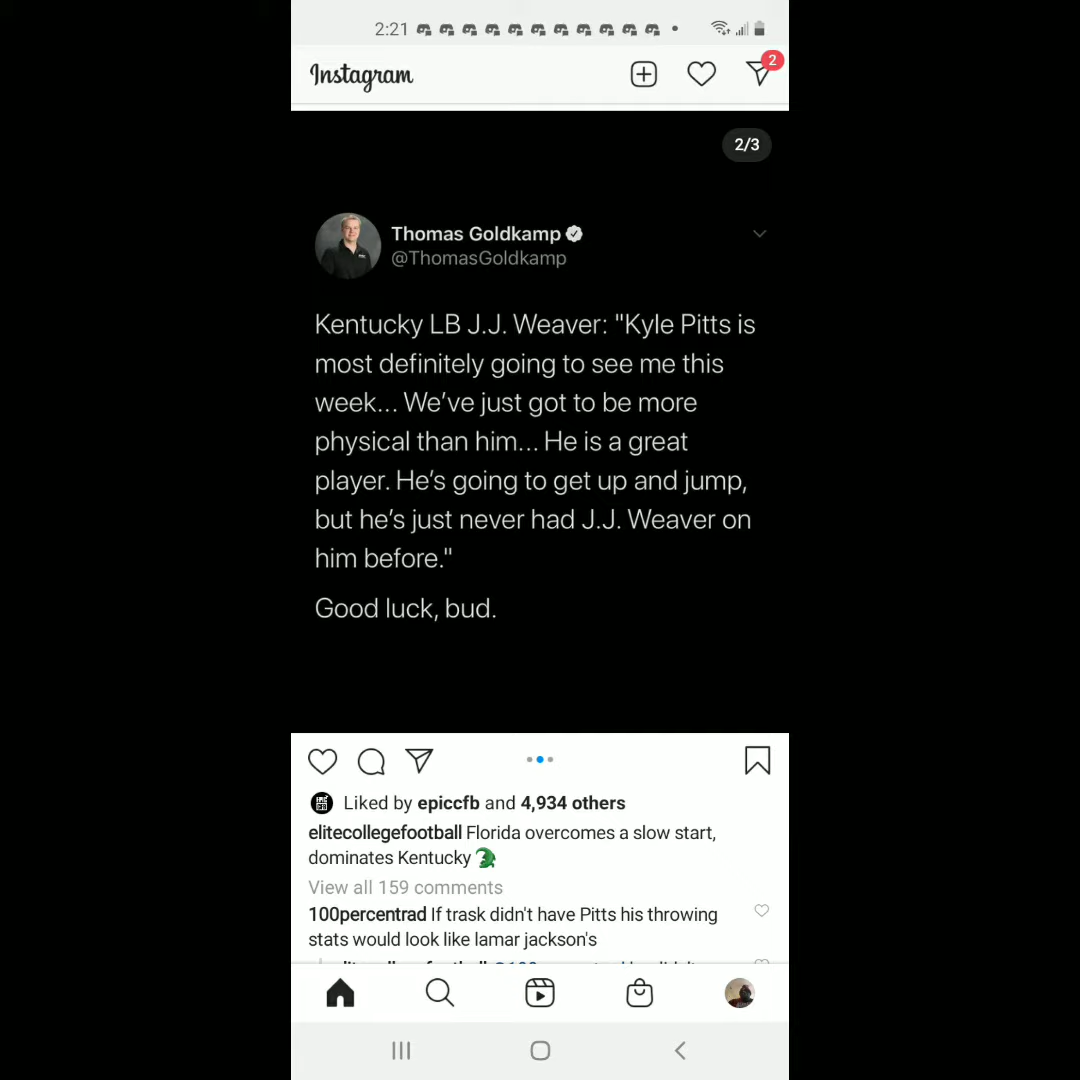 2:21
Instagram
2
2/3
Thomas Goldkamp
@ThomasGoldkamp
Kentucky LB J.J. Weaver: "Kyle Pitts is
most definitely going to see me this
week... We've just got to be more
physical than him... He is a great
player. He's going to get up and jump,
but he's just never had J.J. Weaver on
him before."
Good luck, bud.
Liked by epiccfb and 4,934 others
elitecollegefootball Florida overcomes a slow start,
dominates Kentucky 🐊
View all 159 comments
100percentrad If trask didn't have Pitts his throwing
stats would look like lamar jackson's